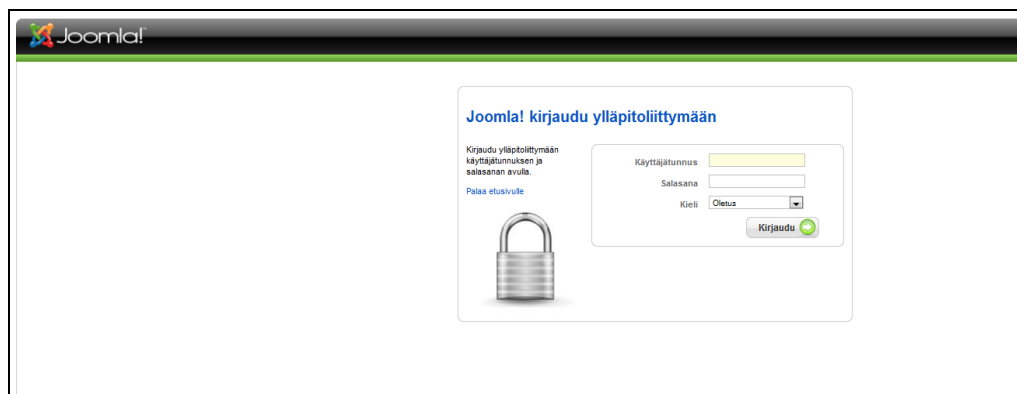 Joomla!
Joomla! kirjaudu ylläpitoliittymään
Kirjaudu ylläpitoliittymään
käyttäjätunnuksen ja
salasanan avulla.
Palaa etusivulle
Käyttäjätunnus
Salasana
Kieli Oletus
Kirjaudu